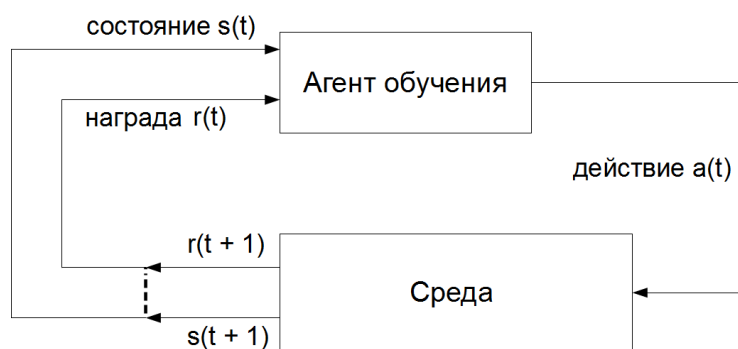 состояние s(t)
Агент обучения
награда r(t)
действие a(t)
r(t + 1)
Среда
s(t + 1)